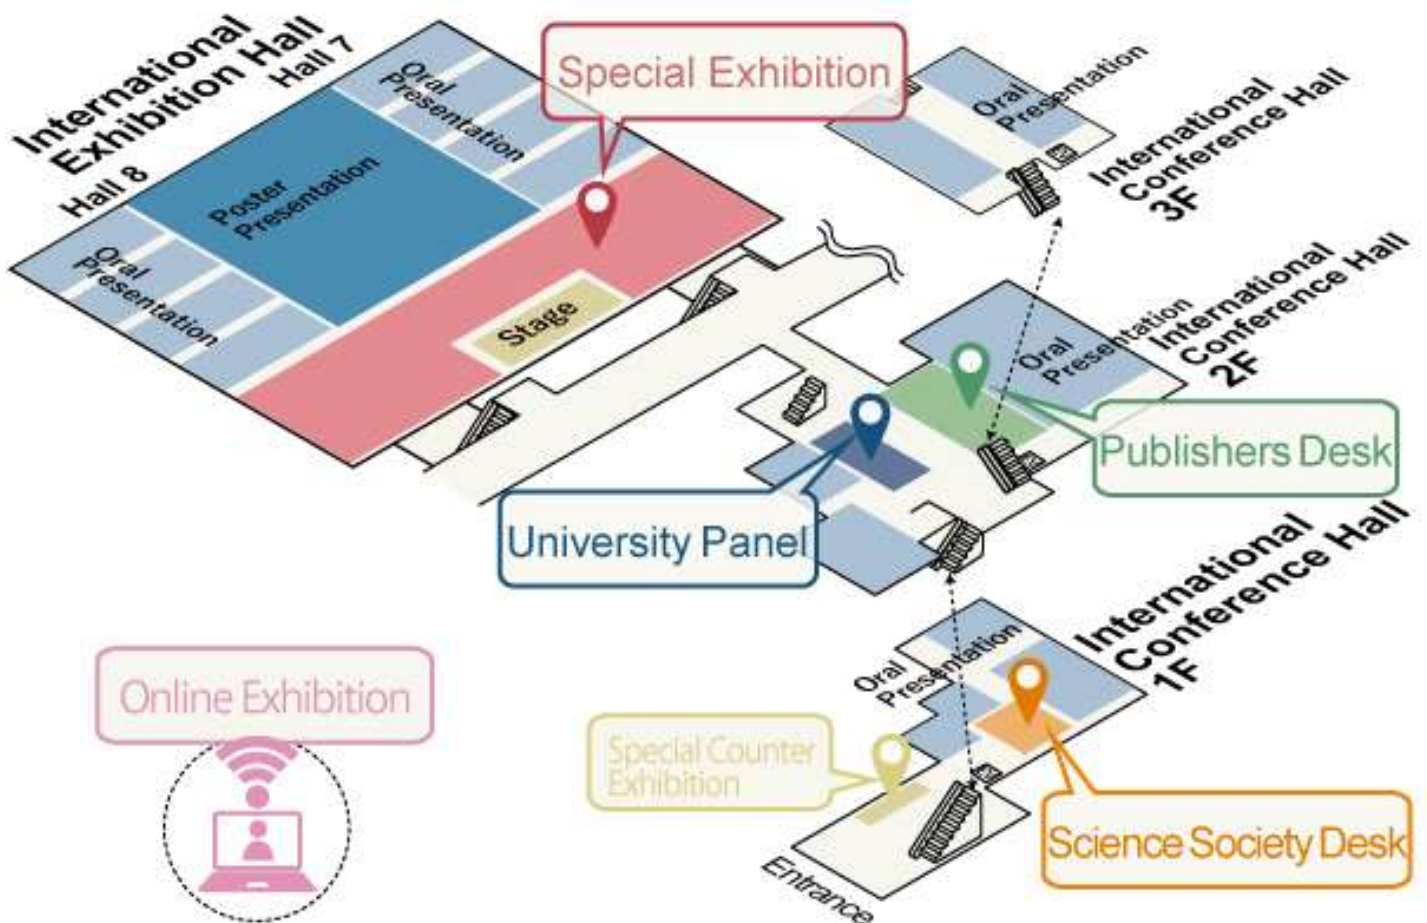 International
Exhibition Hall
Hall 7
Hall 8
Oral
Presentation
Special Exhibition
Poster
Presentation
Oral
Presentation
Stage
Oral
Presentation
International
Conference Hall
3F
Oral
Presentation
International
Conference Hall
2F
Publishers Desk
University Panel
International
Conference Hall
1F
Oral
Presentation
Online Exhibition
Special Counter
Exhibition
Science Society Desk
Entrance